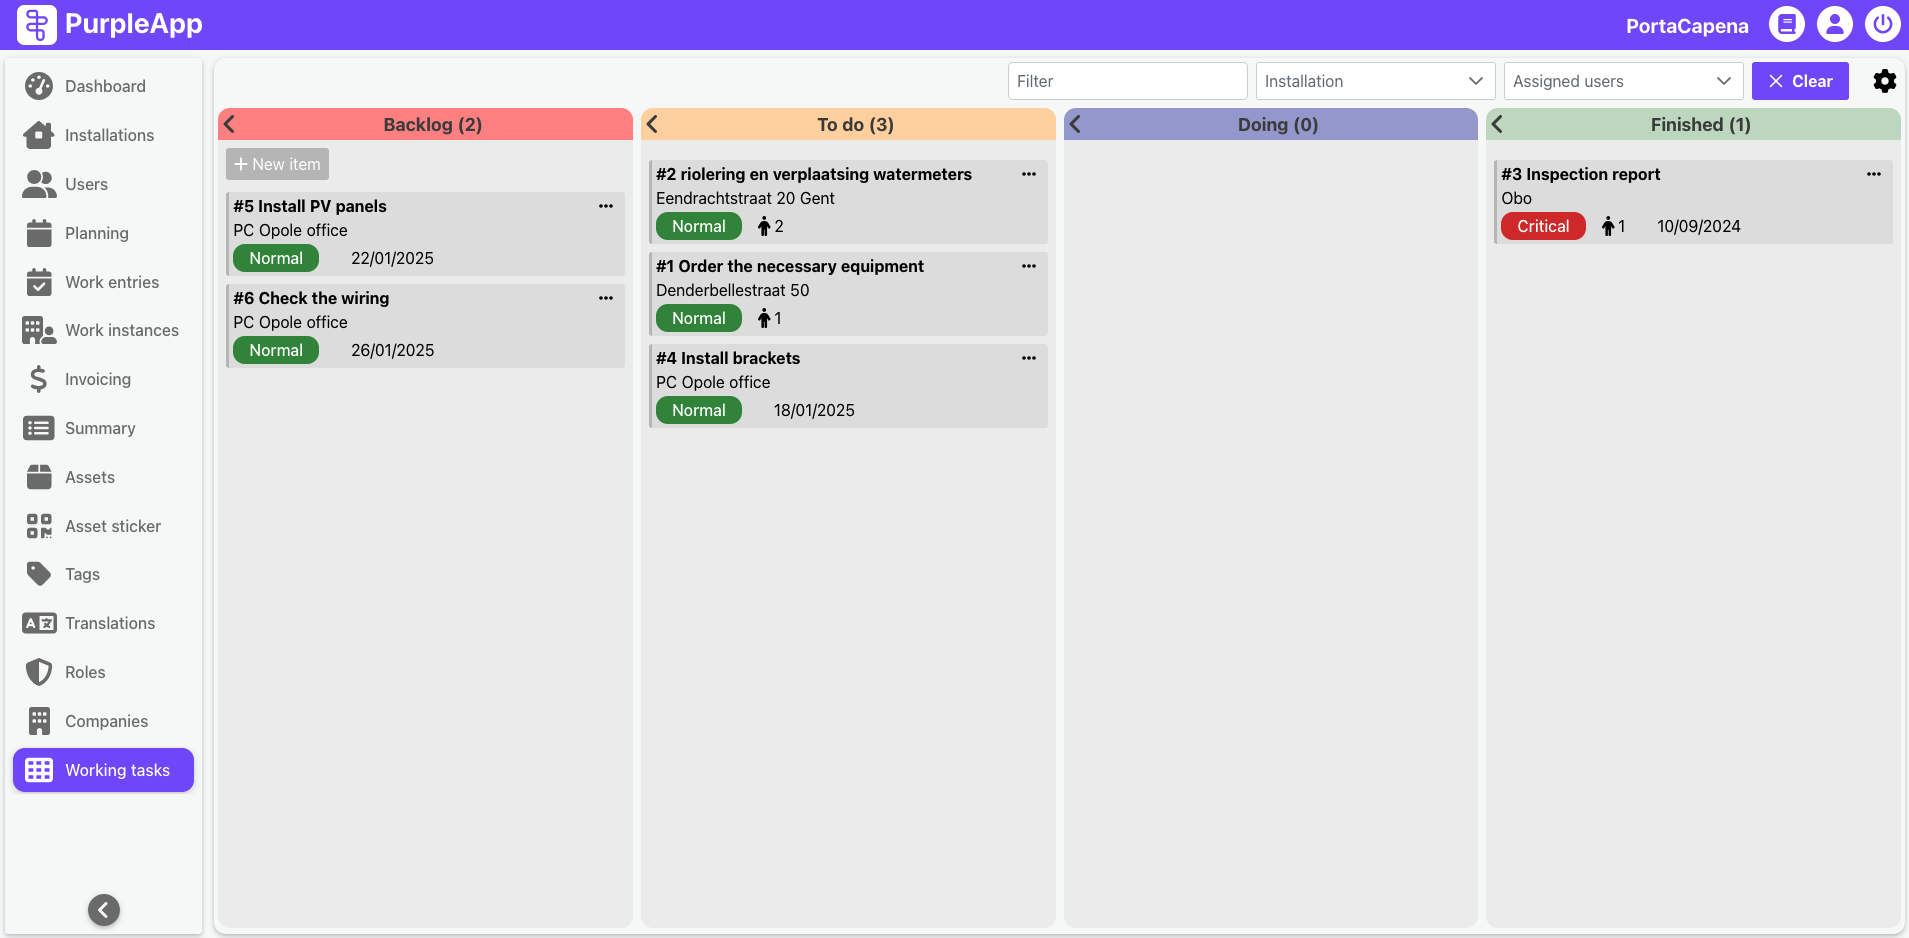 PurpleApp
PortaCapena
Dashboard
Installations
Users
Planning
Work entries
Work instances
Invoicing
Summary
Assets
Asset sticker
Tags
Translations
Roles
Companies
Working tasks
Filter
Installation
Assigned users
Clear
Backlog (2)
New item
#5 Install PV panels
PC Opole office
Normal 22/01/2025
#6 Check the wiring
PC Opole office
Normal 26/01/2025
To do (3)
#2 riolering en verplaatsing watermeters
Eendrachtstraat 20 Gent
Normal 2
#1 Order the necessary equipment
Denderbellestraat 50
Normal 1
#4 Install brackets
PC Opole office
Normal 18/01/2025
Doing (0)
Finished (1)
#3 Inspection report
Obo
Critical 1 10/09/2024